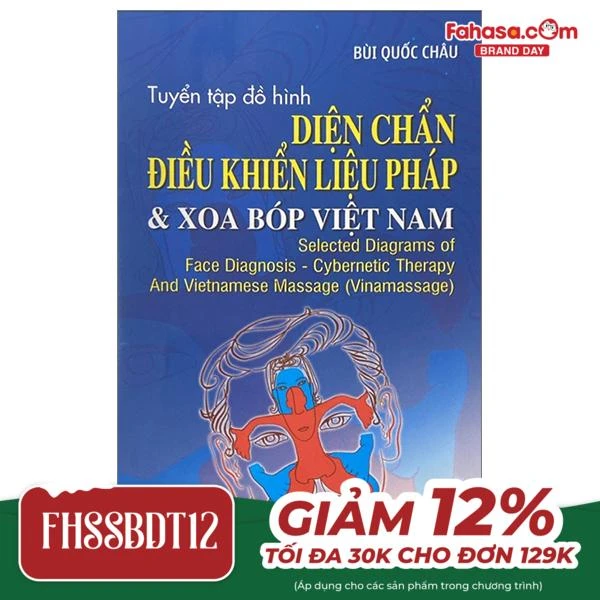 Fahasa.com
BRAND DAY
BÙI QUỐC CHÂU
Tuyển tập đồ hình
DIỆN CHẨN
ĐIỀU KHIỂN LIỆU PHÁP
& XOA BÓP VIỆT NAM
Selected Diagrams of
Face Diagnosis - Cybernetic Therapy
And Vietnamese Massage (Vinamassage)
FHSSBDT12
GIẢM 12%
TỐI ĐA 30K CHO ĐƠN 129K
(Áp dụng cho các sản phẩm trong chương trình)